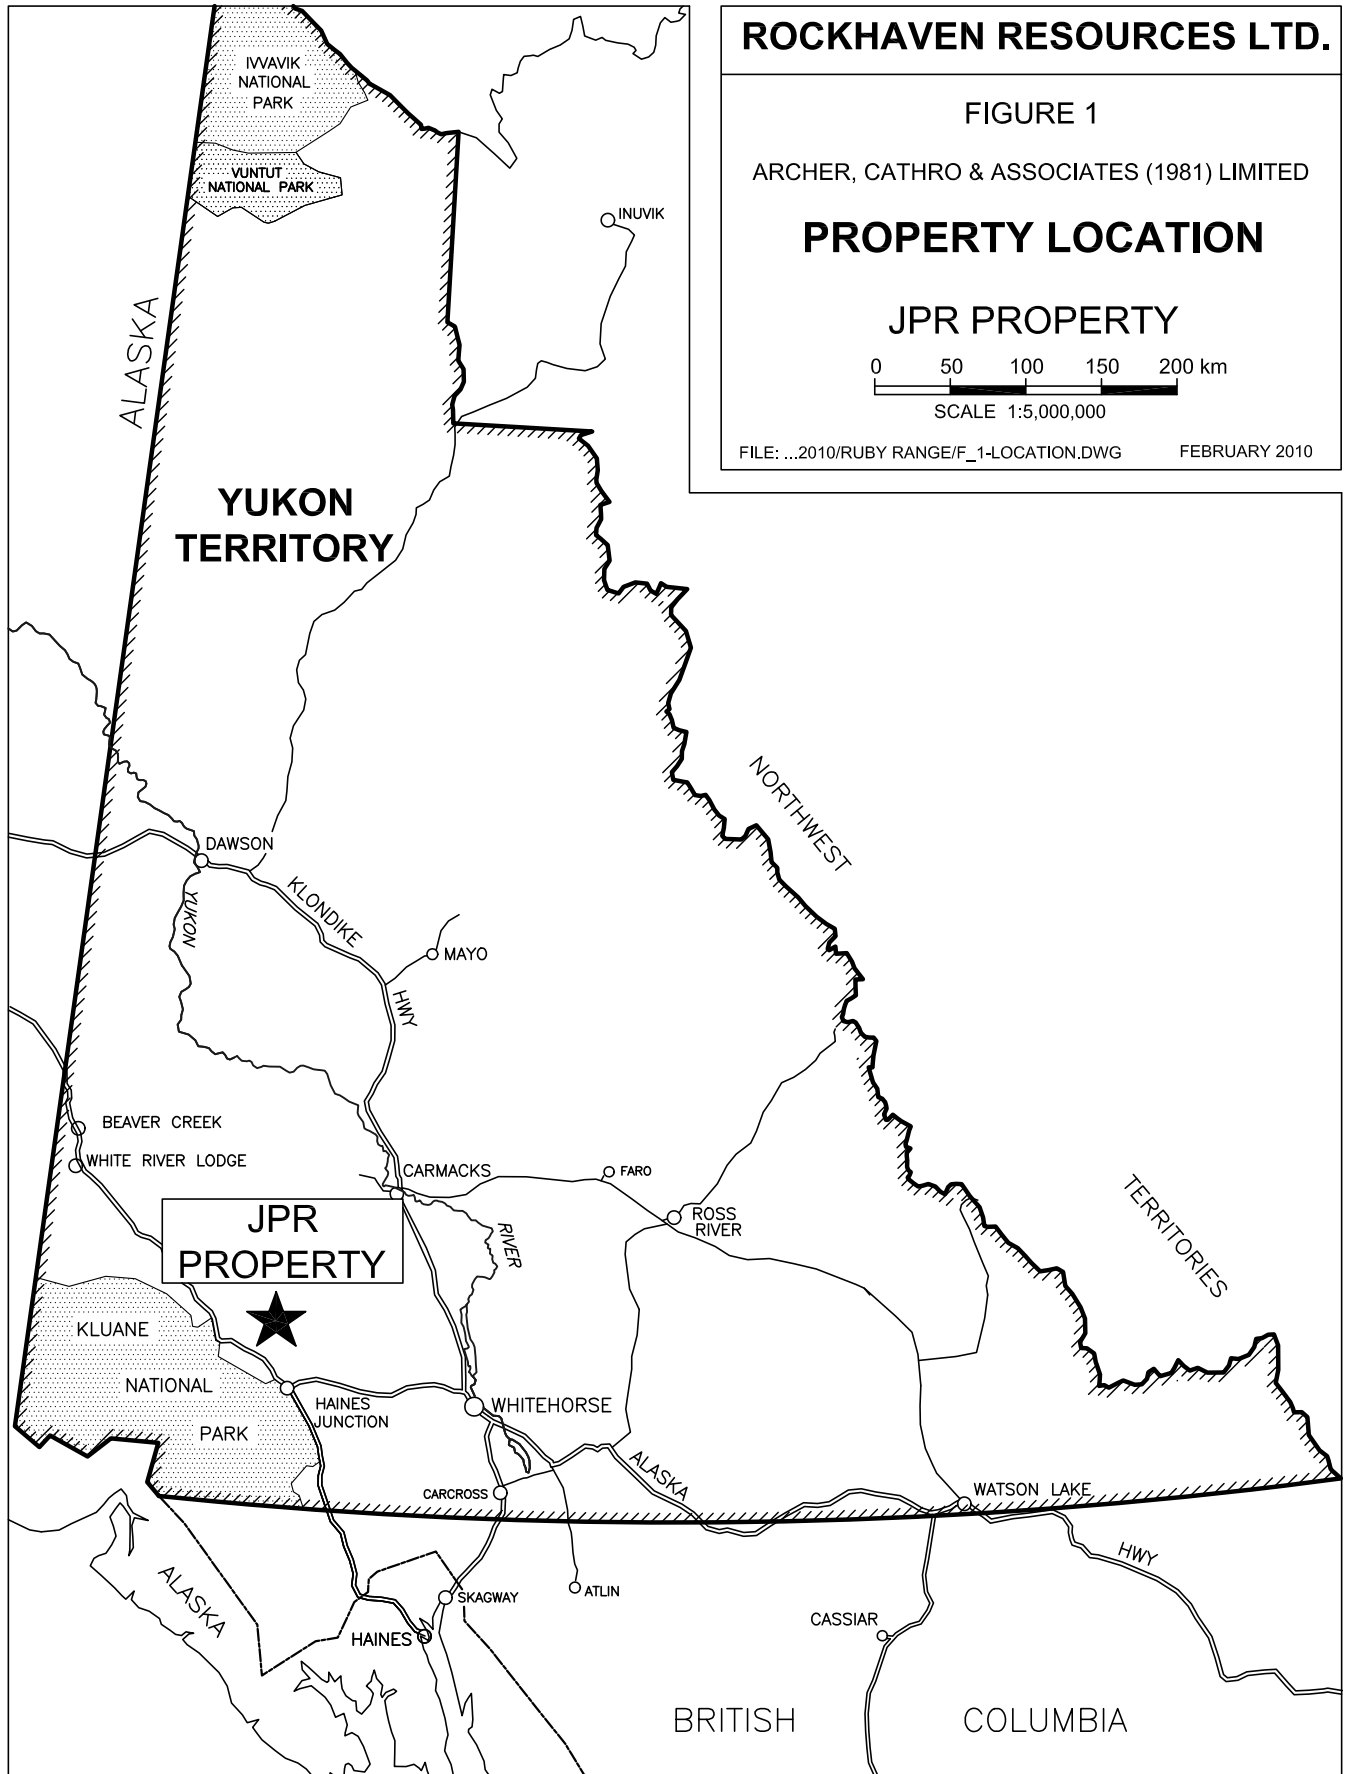 ROCKHAVEN RESOURCES LTD.
FIGURE 1
ARCHER, CATHRO & ASSOCIATES (1981) LIMITED
PROPERTY LOCATION
JPR PROPERTY
0 50 100 150 200 km
SCALE 1:5,000,000
FILE: ...2010/RUBY RANGE/F_1-LOCATION.DWG
FEBRUARY 2010
IVVAVIK
NATIONAL
PARK
VUNTUT
NATIONAL PARK
INUVIK
ALASKA
YUKON
TERRITORY
NORTHWEST
TERRITORIES
DAWSON
YUKON
KLONDIKE
HWY
MAYO
BEAVER CREEK
WHITE RIVER LODGE
CARMACKS
FARO
ROSS
RIVER
RIVER
JPR
PROPERTY
KLUANE
NATIONAL
PARK
HAINES
JUNCTION
WHITEHORSE
CARCROSS
ALASKA
WATSON LAKE
HWY
ALASKA
SKAGWAY
ATLIN
HAINES
CASSIAR
BRITISH
COLUMBIA